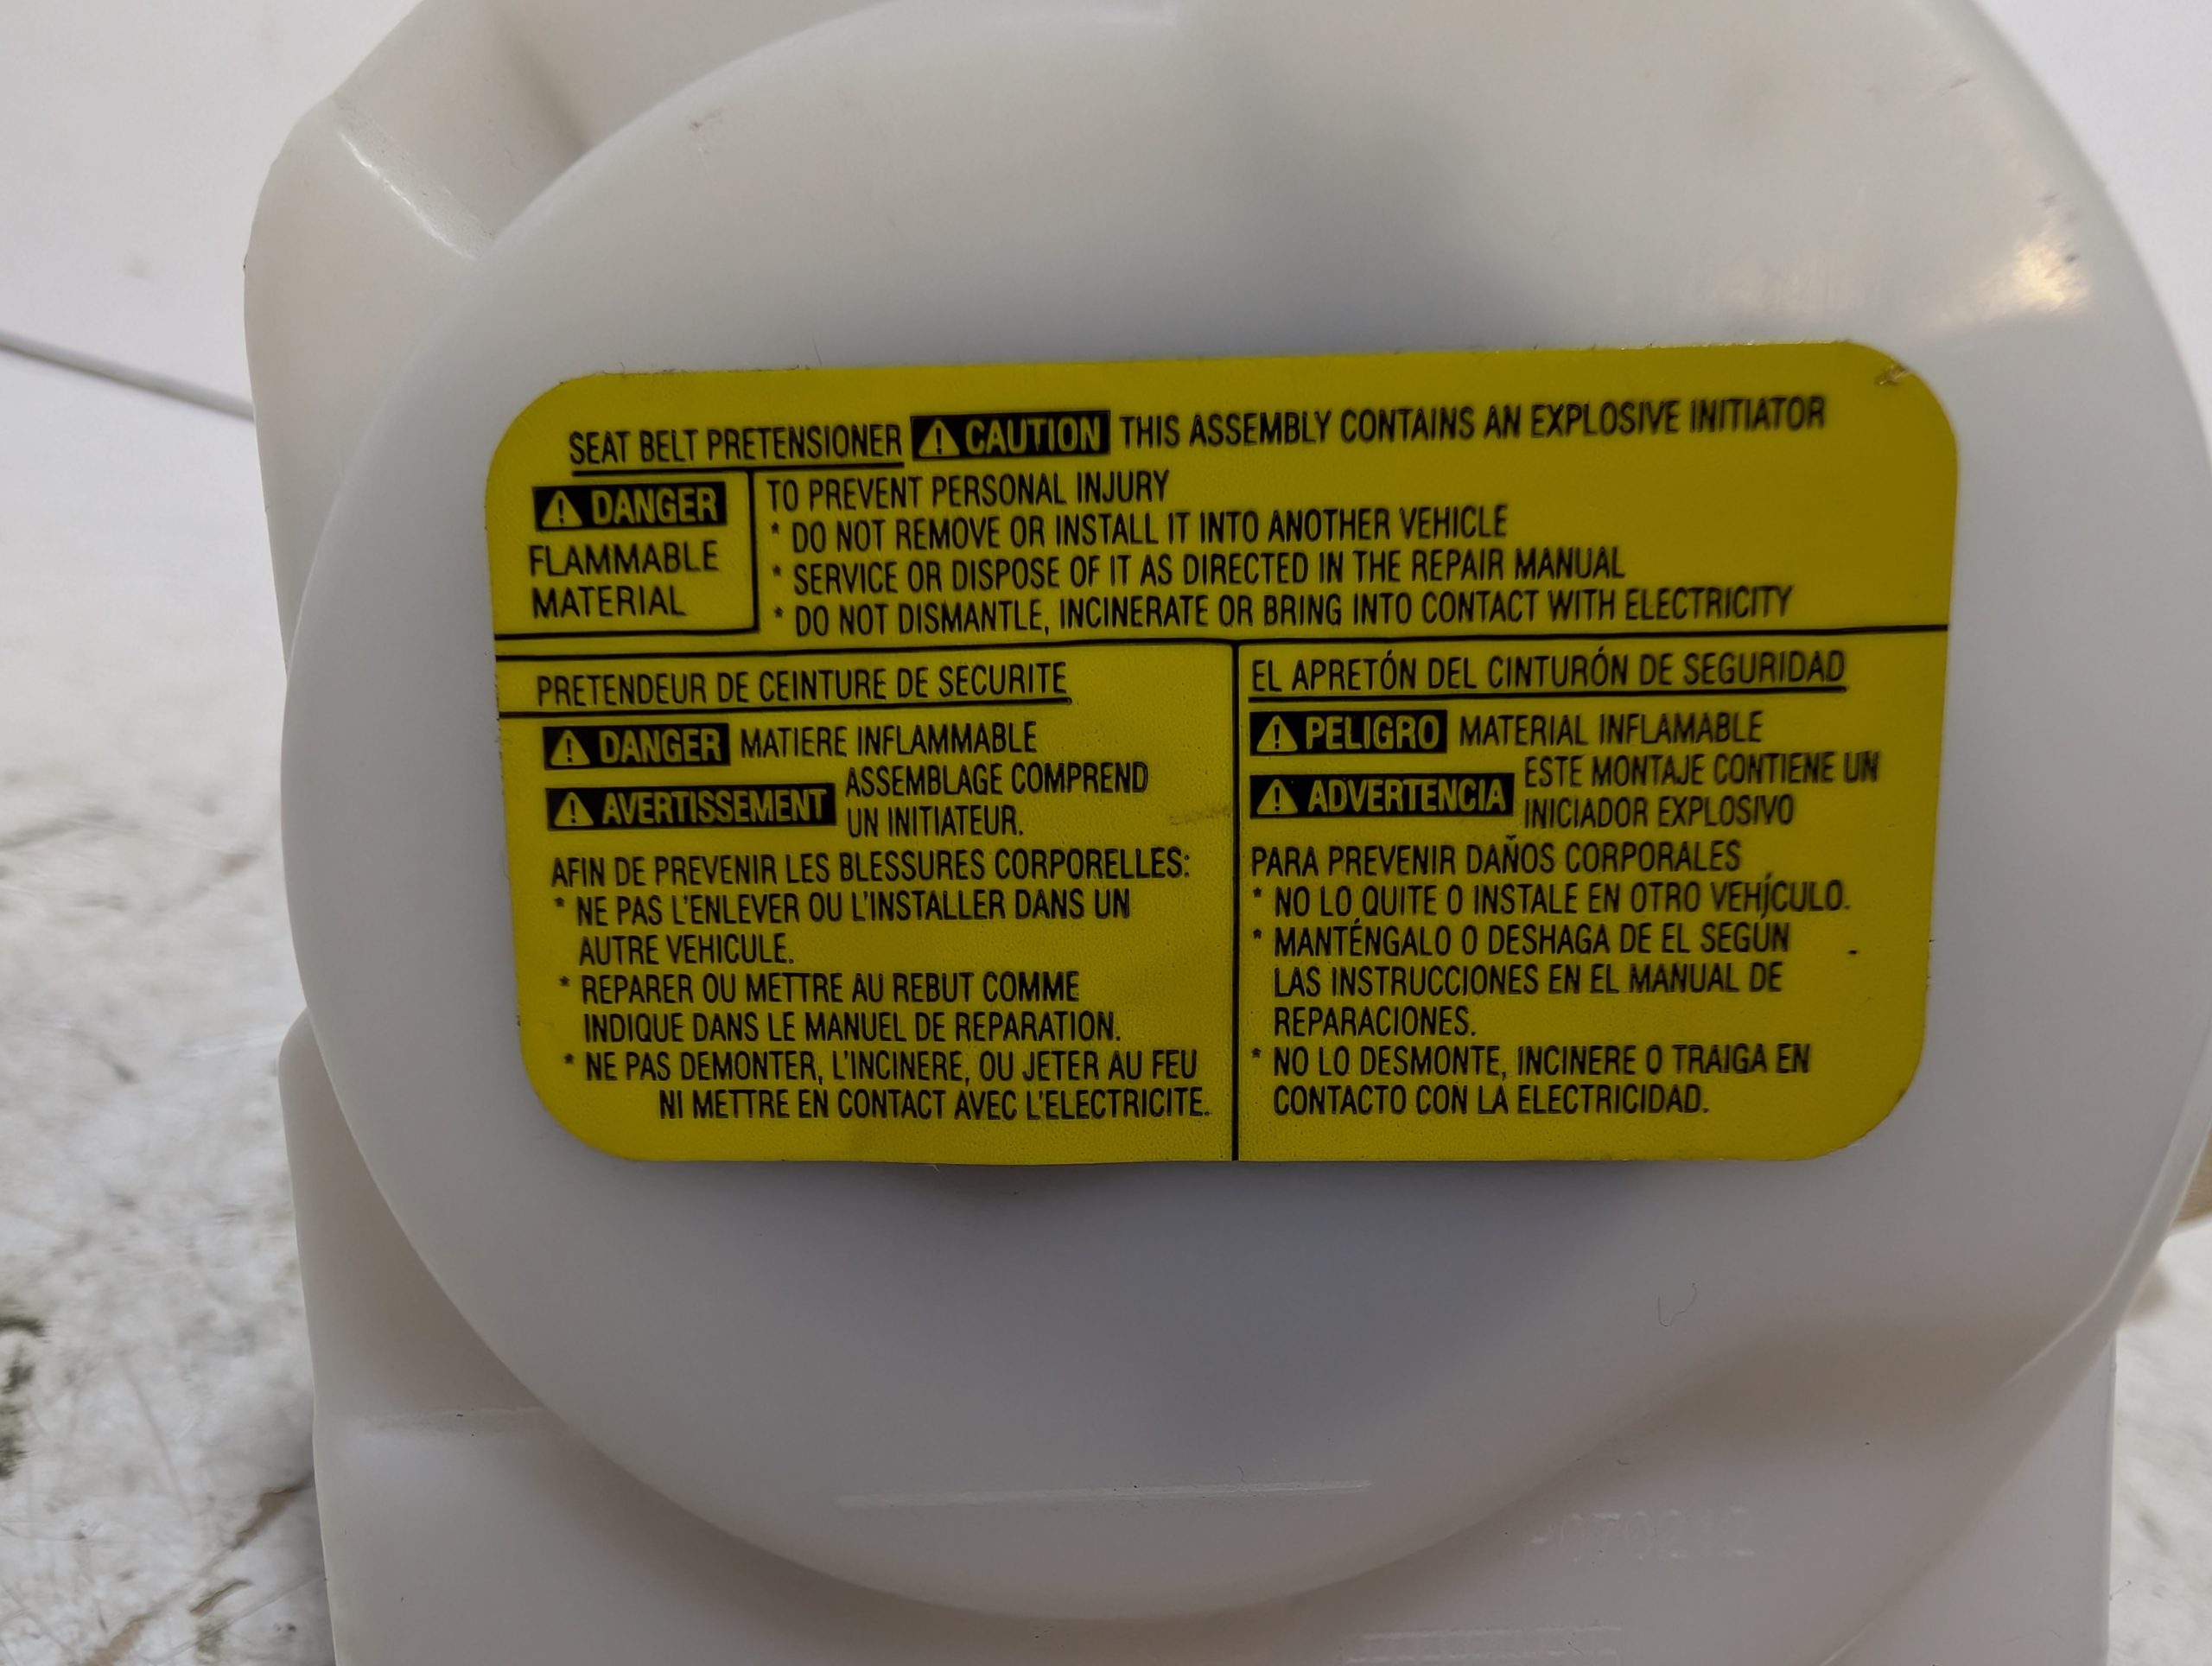 SEAT BELT PRETENSIONER ⚠ CAUTION THIS ASSEMBLY CONTAINS AN EXPLOSIVE INITIATOR
⚠ DANGER
FLAMMABLE
MATERIAL
TO PREVENT PERSONAL INJURY
* DO NOT REMOVE OR INSTALL IT INTO ANOTHER VEHICLE
* SERVICE OR DISPOSE OF IT AS DIRECTED IN THE REPAIR MANUAL
* DO NOT DISMANTLE, INCINERATE OR BRING INTO CONTACT WITH ELECTRICITY
PRETENDEUR DE CEINTURE DE SECURITE
⚠ DANGER MATIERE INFLAMMABLE
⚠ AVERTISSEMENT ASSEMBLAGE COMPREND
UN INITIATEUR.
AFIN DE PREVENIR LES BLESSURES CORPORELLES:
* NE PAS L'ENLEVER OU L'INSTALLER DANS UN
AUTRE VEHICULE.
* REPARER OU METTRE AU REBUT COMME
INDIQUE DANS LE MANUEL DE REPARATION.
* NE PAS DEMONTER, L'INCINERE, OU JETER AU FEU
NI METTRE EN CONTACT AVEC L'ELECTRICITE.
EL APRETÓN DEL CINTURÓN DE SEGURIDAD
⚠ PELIGRO MATERIAL INFLAMABLE
⚠ ADVERTENCIA ESTE MONTAJE CONTIENE UN
INICIADOR EXPLOSIVO
PARA PREVENIR DAÑOS CORPORALES
* NO LO QUITE O INSTALE EN OTRO VEHÍCULO.
* MANTÉNGALO O DESHAGA DE EL SEGÚN
LAS INSTRUCCIONES EN EL MANUAL DE
REPARACIONES.
* NO LO DESMONTE, INCINERE O TRAIGA EN
CONTACTO CON LA ELECTRICIDAD.